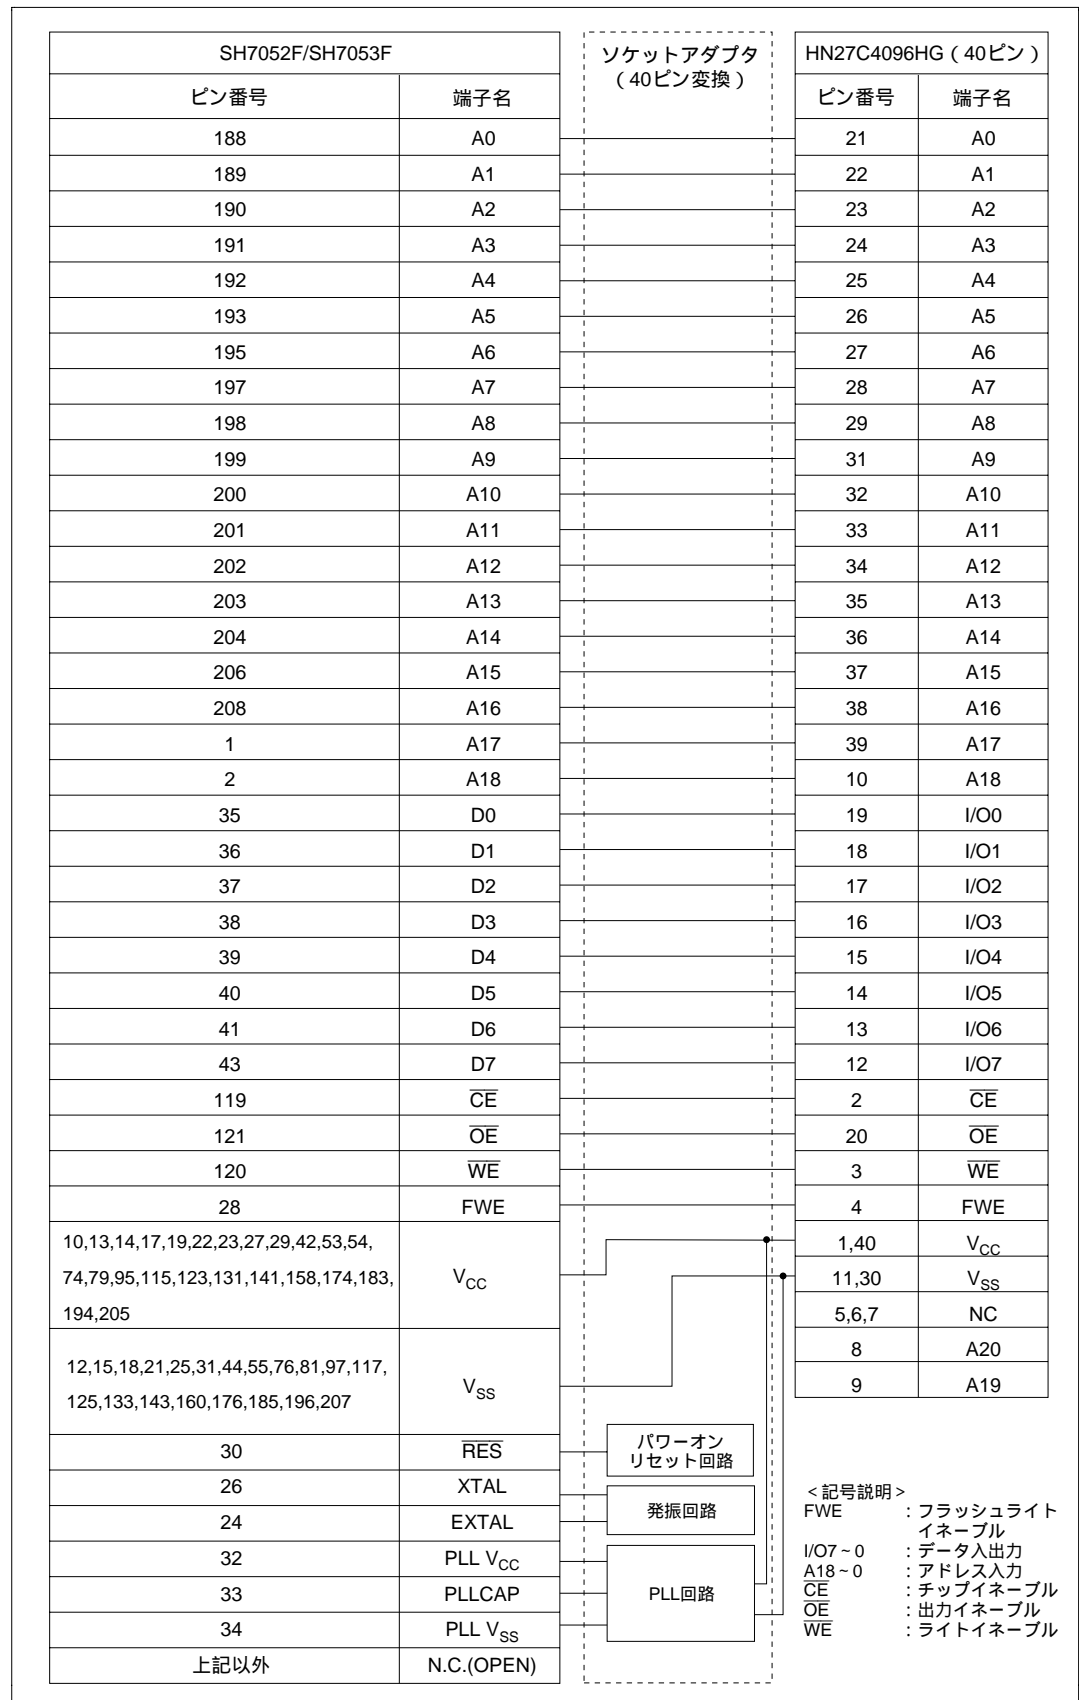 SH7052F/SH7053F ソケットアダプタ HN27C4096HG(40ピン)
(40ピン変換)
ピン番号 端子名 ピン番号 端子名
188 A0 21 A0
189 A1 22 A1
190 A2 23 A2
191 A3 24 A3
192 A4 25 A4
193 A5 26 A5
195 A6 27 A6
197 A7 28 A7
198 A8 29 A8
199 A9 31 A9
200 A10 32 A10
201 A11 33 A11
202 A12 34 A12
203 A13 35 A13
204 A14 36 A14
206 A15 37 A15
208 A16 38 A16
1 A17 39 A17
2 A18 10 A18
35 D0 19 I/O0
36 D1 18 I/O1
37 D2 17 I/O2
38 D3 16 I/O3
39 D4 15 I/O4
40 D5 14 I/O5
41 D6 13 I/O6
43 D7 12 I/O7
119 C̅E̅ 2 C̅E̅
121 O̅E̅ 20 O̅E̅
120 W̅E̅ 3 W̅E̅
28 FWE 4 FWE
10,13,14,17,19,22,23,27,29,42,53,54, 1,40 VCC
74,79,95,115,123,131,141,158,174,183, VCC 11,30 VSS
194,205 5,6,7 NC
8 A20
12,15,18,21,25,31,44,55,76,81,97,117,
125,133,143,160,176,185,196,207 VSS 9 A19
30 R̅E̅S̅ パワーオン
リセット回路
26 XTAL 発振回路
24 EXTAL
32 PLL VCC
33 PLLCAP PLL回路
34 PLL VSS
上記以外 N.C.(OPEN)
<記号説明>
FWE :フラッシュライト
イネーブル
I/O7~0 :データ入出力
A18~0 :アドレス入力
C̅E̅ :チップイネーブル
O̅E̅ :出力イネーブル
W̅E̅ :ライトイネーブル